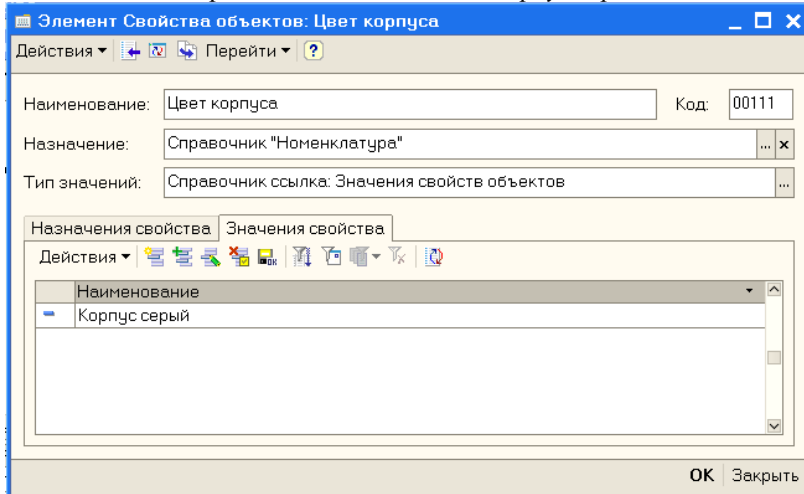 Элемент Свойства объектов: Цвет корпуса
Действия Перейти ?
Наименование: Цвет корпуса Код: 00111
Назначение: Справочник "Номенклатура" ... x
Тип значений: Справочник ссылка: Значения свойств объектов ...
Назначения свойства Значения свойства
Действия
Наименование
Корпус серый
OK Закрыть